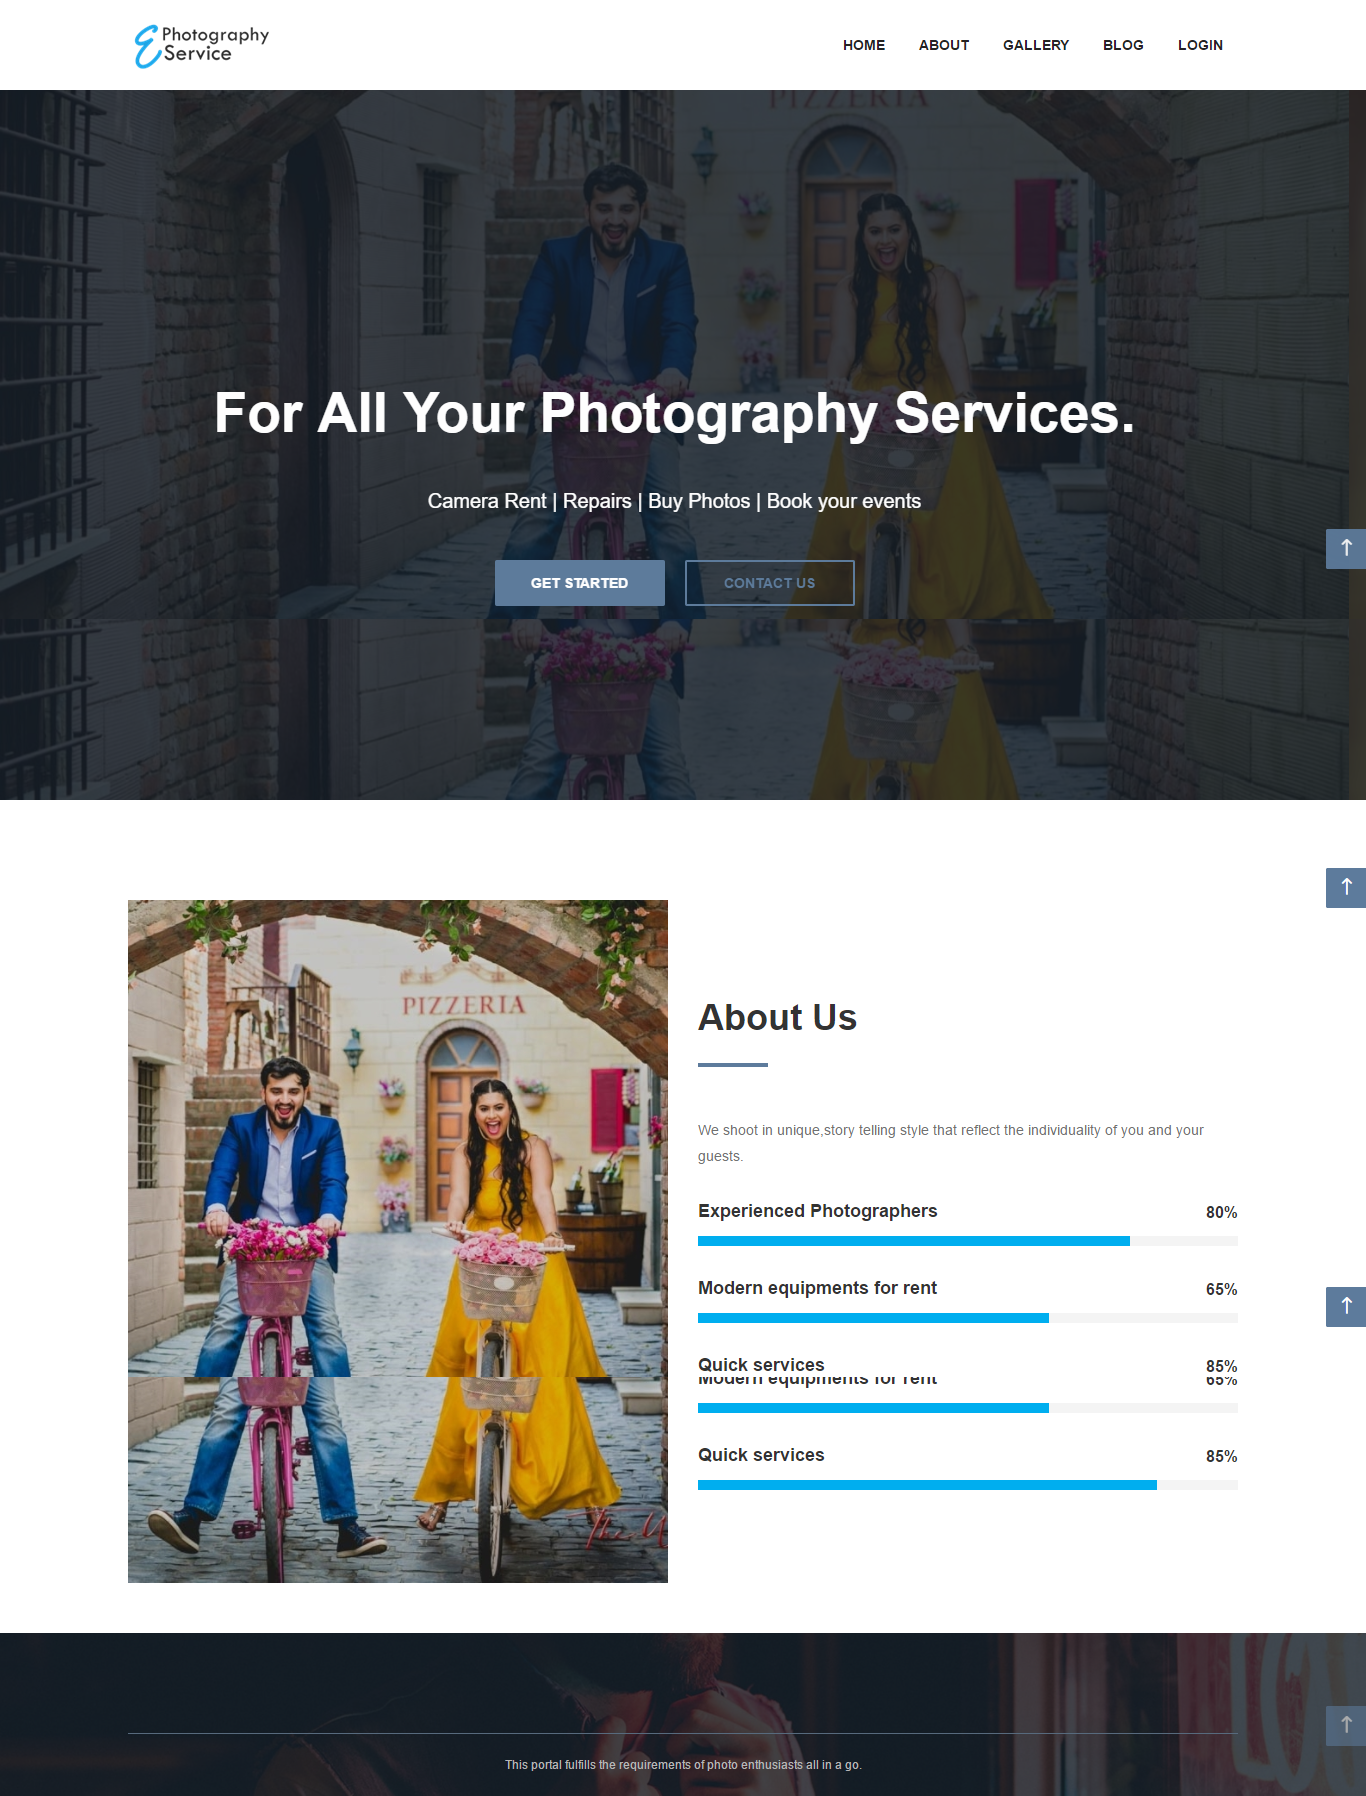 E Photography
Service
HOME
ABOUT
GALLERY
BLOG
LOGIN
PIZZERIA
For All Your Photography Services.
Camera Rent | Repairs | Buy Photos | Book your events
GET STARTED
CONTACT US
PIZZERIA
About Us
We shoot in unique,story telling style that reflect the individuality of you and your
guests.
Experienced Photographers
80%
Modern equipments for rent
65%
Quick services
85%
Modern equipments for rent
65%
Quick services
85%
This portal fulfills the requirements of photo enthusiasts all in a go.